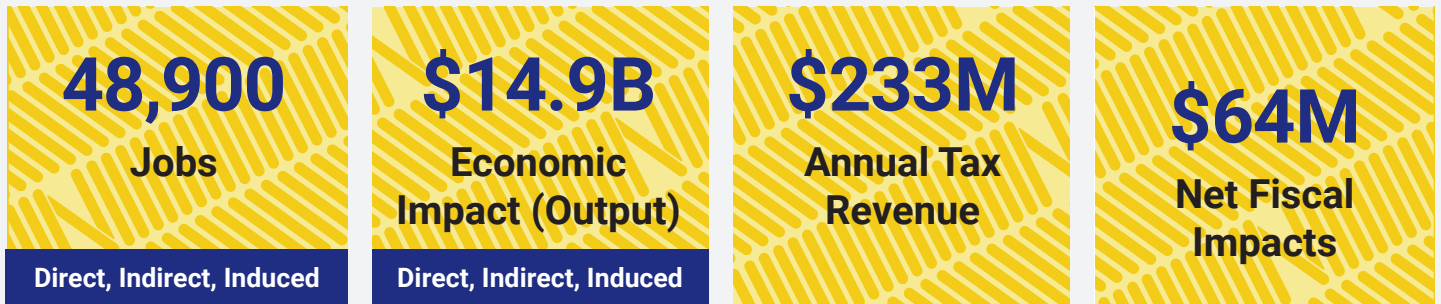 48,900
Jobs
Direct, Indirect, Induced
$14.9B
Economic
Impact (Output)
Direct, Indirect, Induced
$233M
Annual Tax
Revenue
$64M
Net Fiscal
Impacts